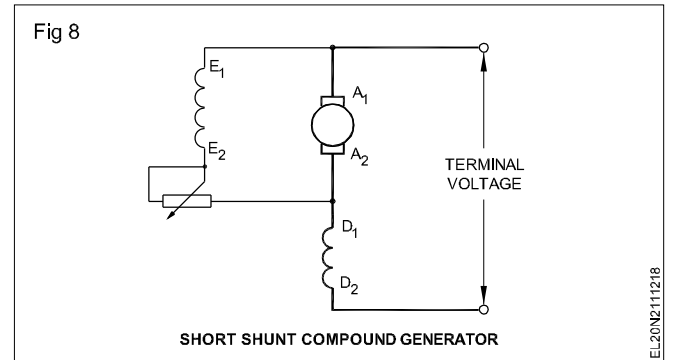 Fig 8
E1
A1
E2
A2
TERMINAL
VOLTAGE
D1
D2
SHORT SHUNT COMPOUND GENERATOR
EL20N2111218